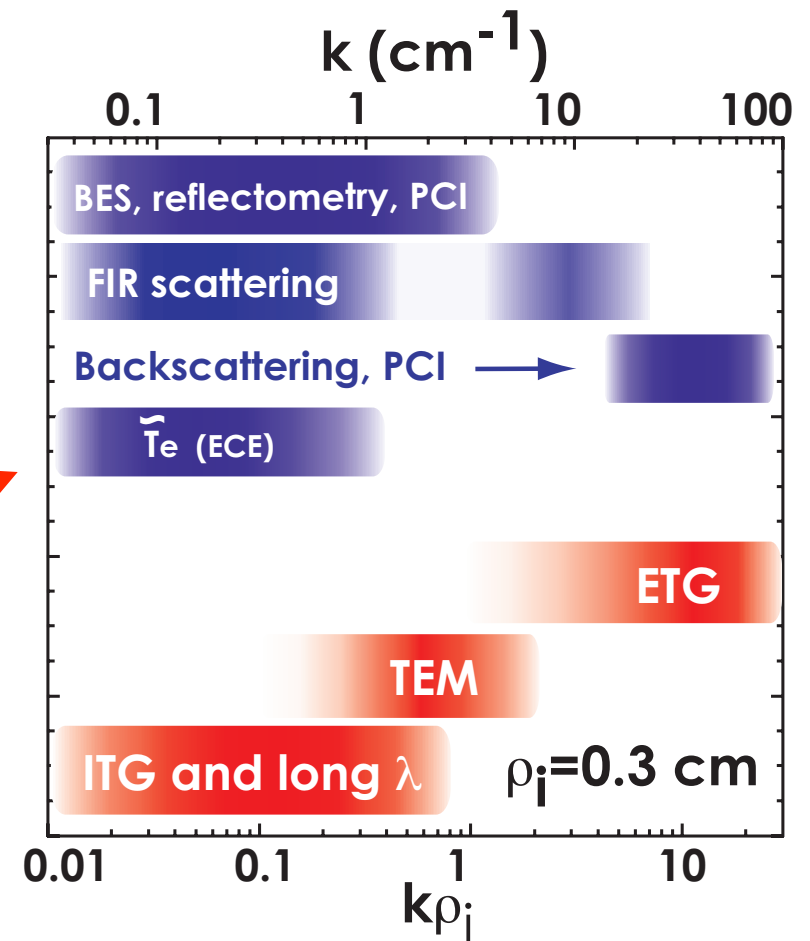 k (cm⁻¹)
0.1 1 10 100
BES, reflectometry, PCI
FIR scattering
Backscattering, PCI
T̃e (ECE)
ETG
TEM
ITG and long λ
ρi=0.3 cm
0.01 0.1 1 10
kρi